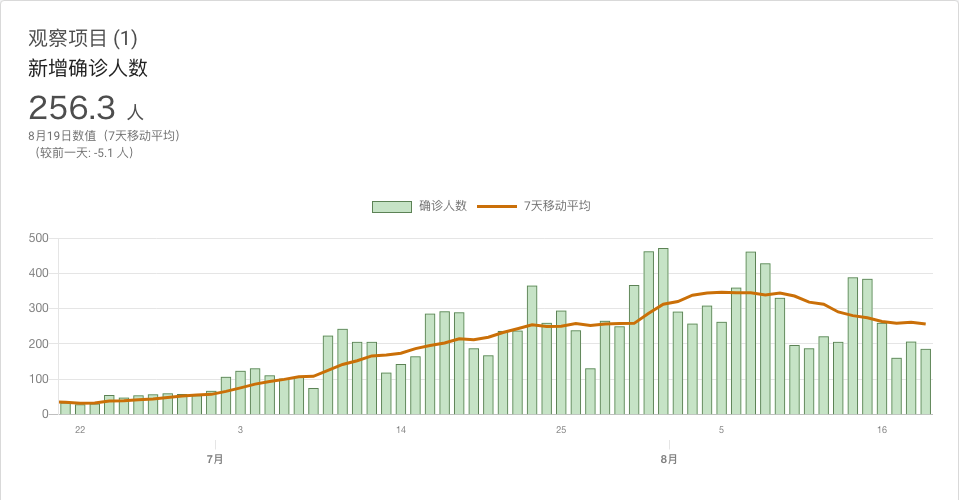 观察项目 (1)
新增确诊人数
256.3 人
8月19日数值（7天移动平均）
（较前一天: -5.1 人）
确诊人数 7天移动平均
500
400
300
200
100
0
22 3 14 25 5 16
7月 8月